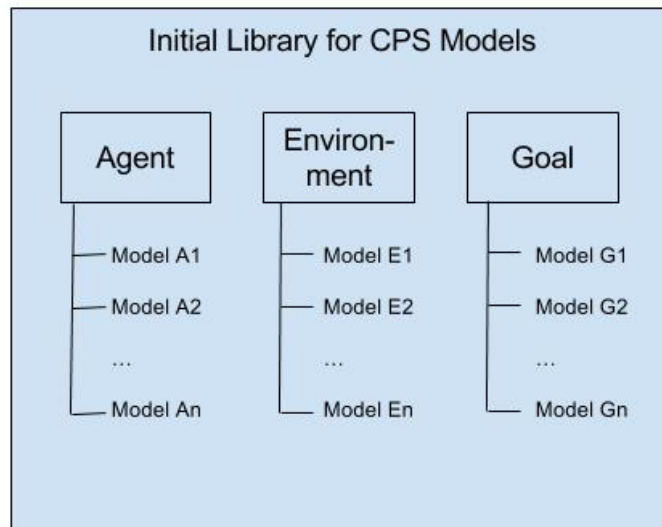 Initial Library for CPS Models
Agent
Environ-
ment
Goal
Model A1
Model E1
Model G1
Model A2
Model E2
Model G2
...
...
...
Model An
Model En
Model Gn